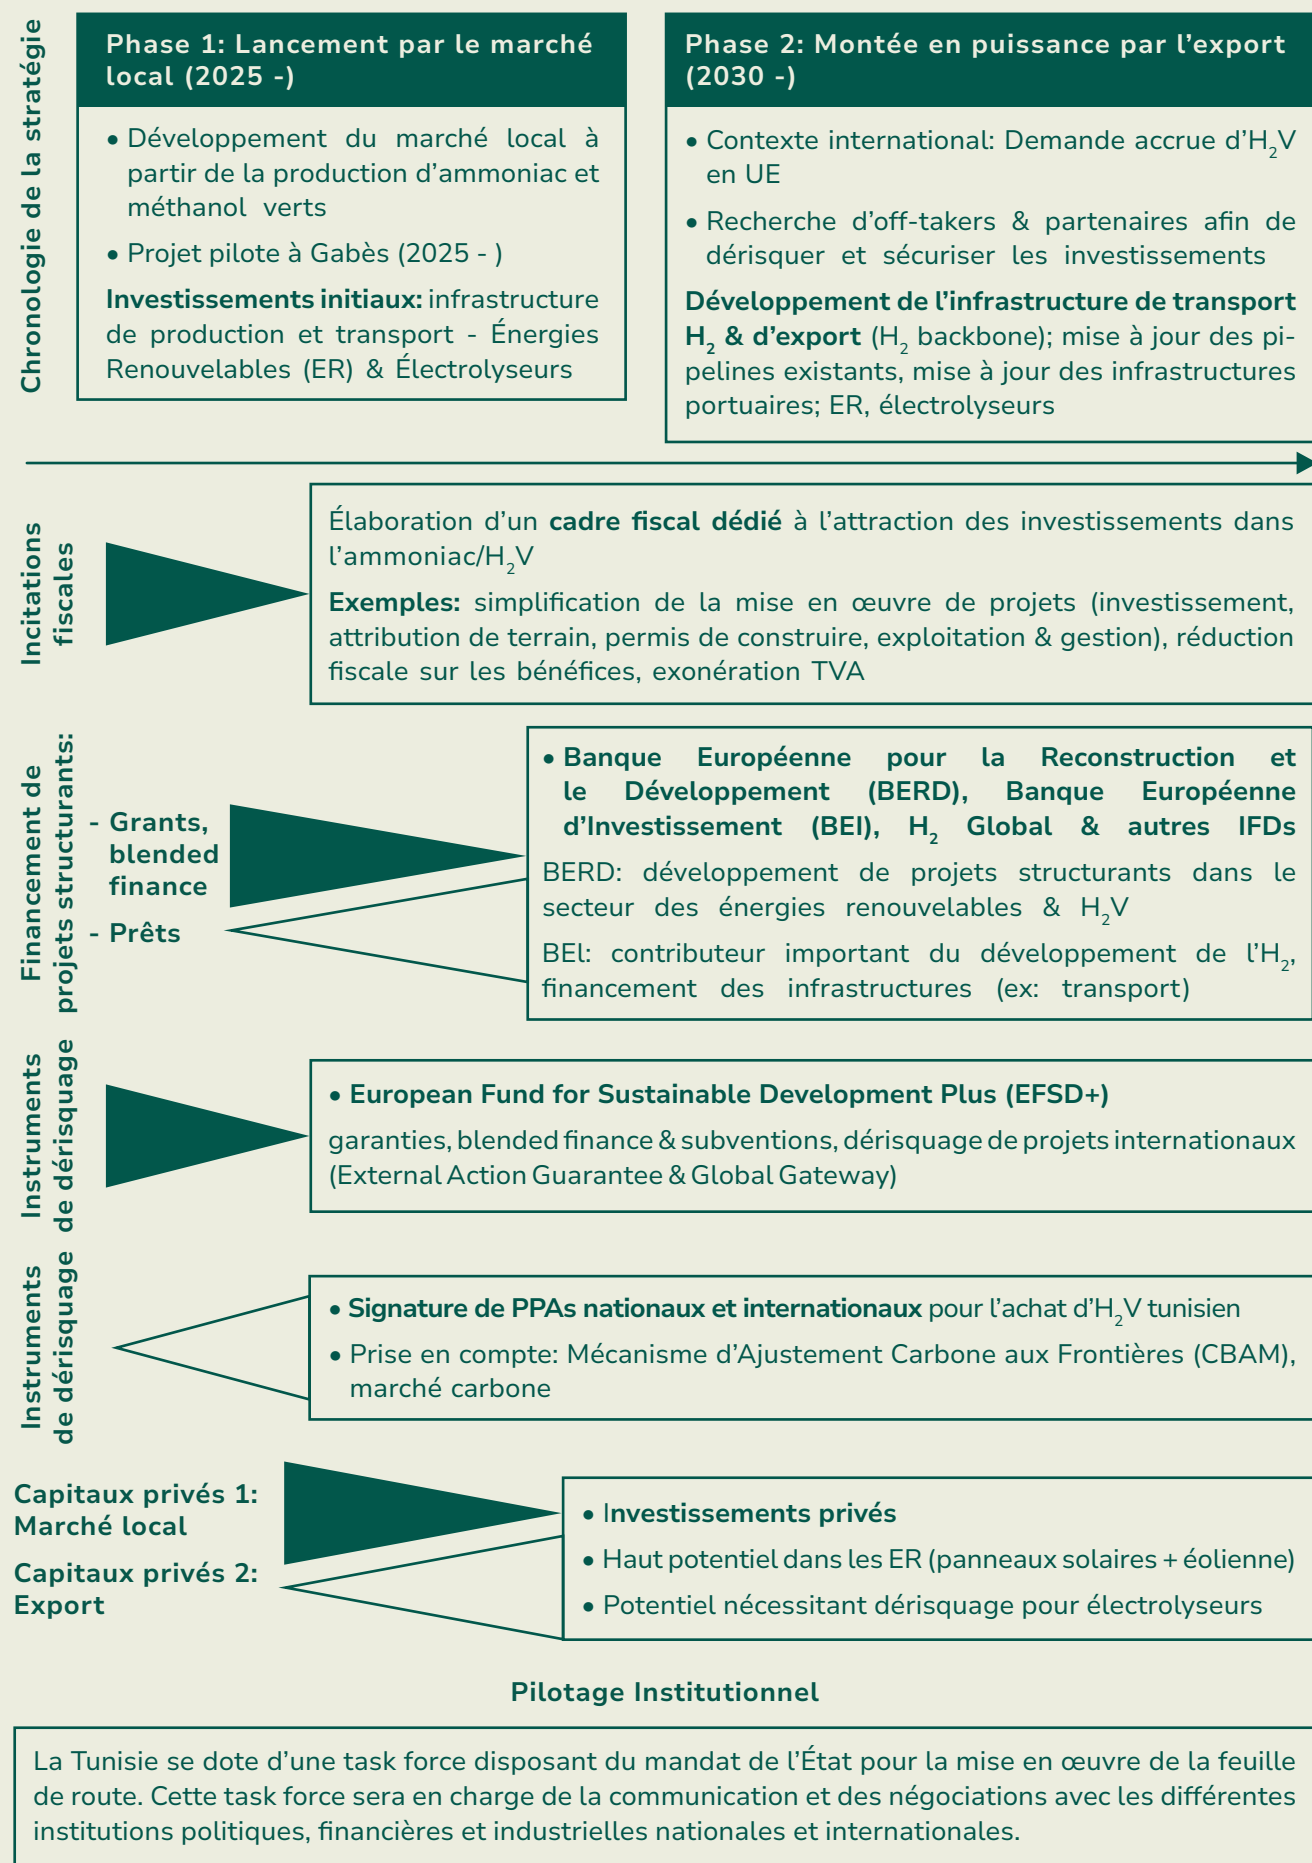 Chronologie de la stratégie
Phase 1: Lancement par le marché
local (2025 -)
• Développement du marché local à
partir de la production d’ammoniac et
méthanol verts
• Projet pilote à Gabès (2025 - )
Investissements initiaux: infrastructure
de production et transport - Énergies
Renouvelables (ER) & Électrolyseurs
Phase 2: Montée en puissance par l’export
(2030 -)
• Contexte international: Demande accrue d’H₂V
en UE
• Recherche d’off-takers & partenaires afin de
dérisquer et sécuriser les investissements
Développement de l’infrastructure de transport
H₂ & d’export (H₂ backbone); mise à jour des pi-
pelines existants, mise à jour des infrastructures
portuaires; ER, électrolyseurs
Incitations
fiscales
Élaboration d’un cadre fiscal dédié à l’attraction des investissements dans
l’ammoniac/H₂V
Exemples: simplification de la mise en œuvre de projets (investissement,
attribution de terrain, permis de construire, exploitation & gestion), réduction
fiscale sur les bénéfices, exonération TVA
Financement de
projets structurants:
- Grants,
blended
finance
- Prêts
• Banque Européenne pour la Reconstruction et
le Développement (BERD), Banque Européenne
d’Investissement (BEI), H₂ Global & autres IFDs
BERD: développement de projets structurants dans le
secteur des énergies renouvelables & H₂V
BEl: contributeur important du développement de l’H₂,
financement des infrastructures (ex: transport)
Instruments
de dérisquage
• European Fund for Sustainable Development Plus (EFSD+)
garanties, blended finance & subventions, dérisquage de projets internationaux
(External Action Guarantee & Global Gateway)
Instruments
de dérisquage
• Signature de PPAs nationaux et internationaux pour l’achat d’H₂V tunisien
• Prise en compte: Mécanisme d’Ajustement Carbone aux Frontières (CBAM),
marché carbone
Capitaux privés 1:
Marché local
Capitaux privés 2:
Export
• Investissements privés
• Haut potentiel dans les ER (panneaux solaires + éolienne)
• Potentiel nécessitant dérisquage pour électrolyseurs
Pilotage Institutionnel
La Tunisie se dote d’une task force disposant du mandat de l’État pour la mise en œuvre de la feuille
de route. Cette task force sera en charge de la communication et des négociations avec les différentes
institutions politiques, financières et industrielles nationales et internationales.